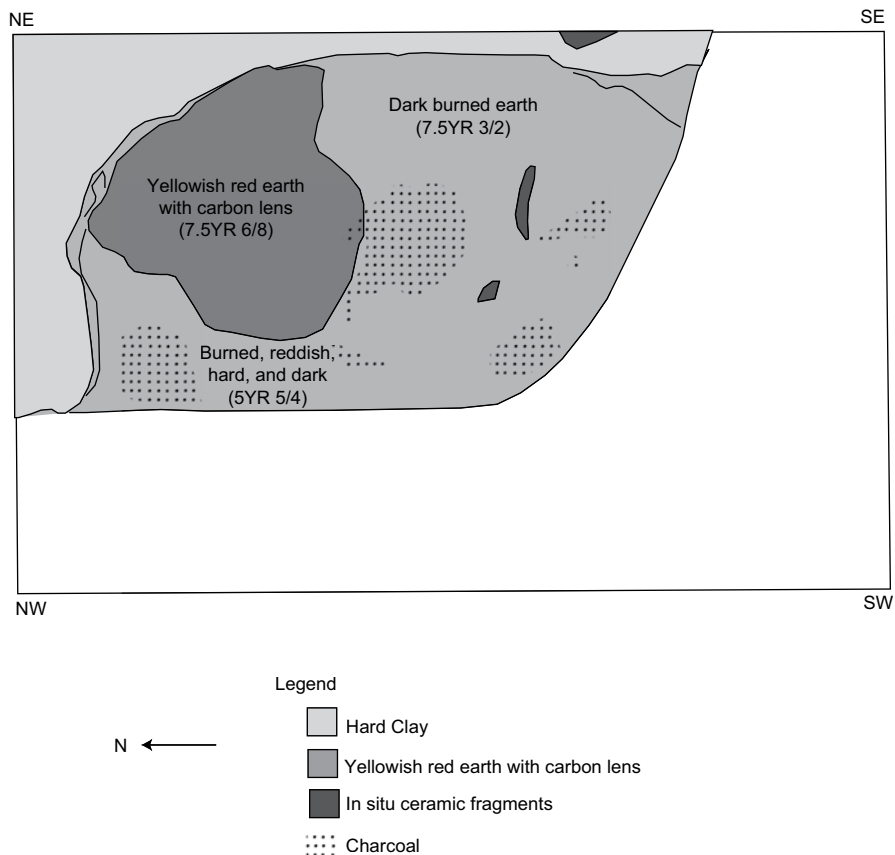 NE
SE
Dark burned earth
(7.5YR 3/2)
Yellowish red earth
with carbon lens
(7.5YR 6/8)
Burned, reddish,
hard, and dark
(5YR 5/4)
NW
SW
Legend
N
Hard Clay
Yellowish red earth with carbon lens
In situ ceramic fragments
Charcoal